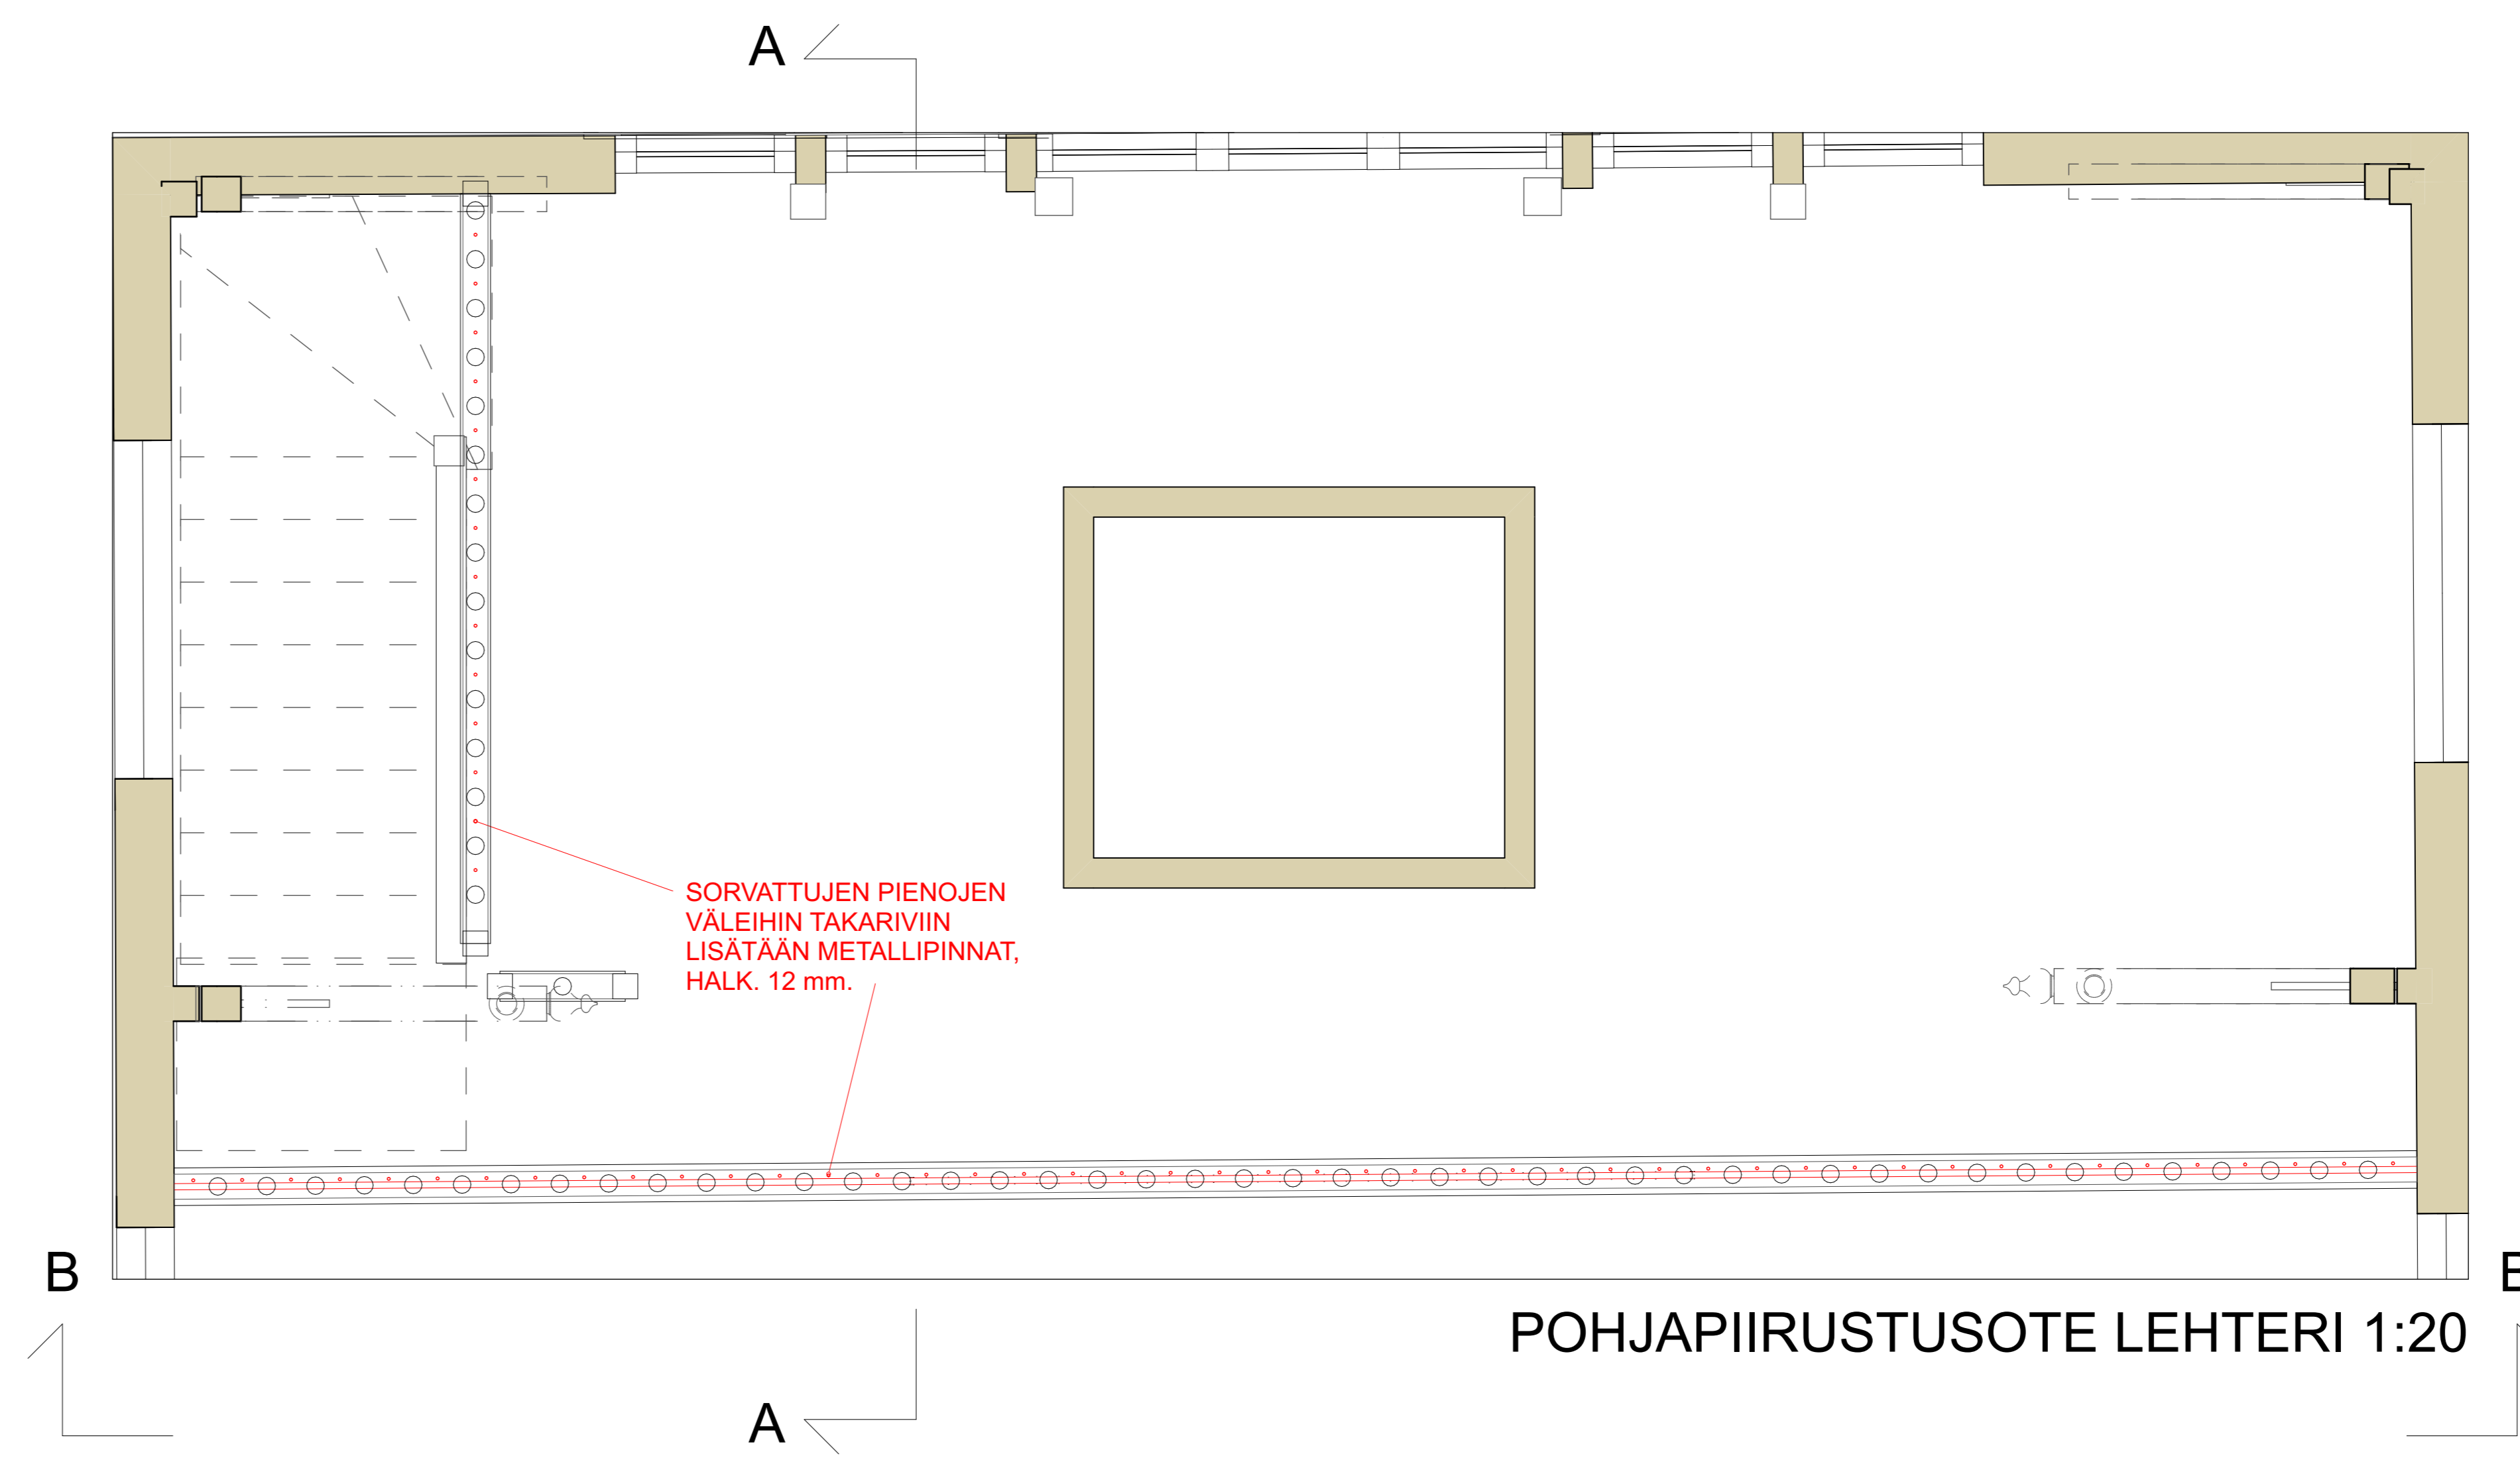 A
SORVATTUJEN PIENOJEN
VÄLEIHIN TAKARIVIIN
LISÄTÄÄN METALLIPINNAT,
HALK. 12 mm.
B
POHJAPIIRUSTUSOTE LEHTERI 1:20
A